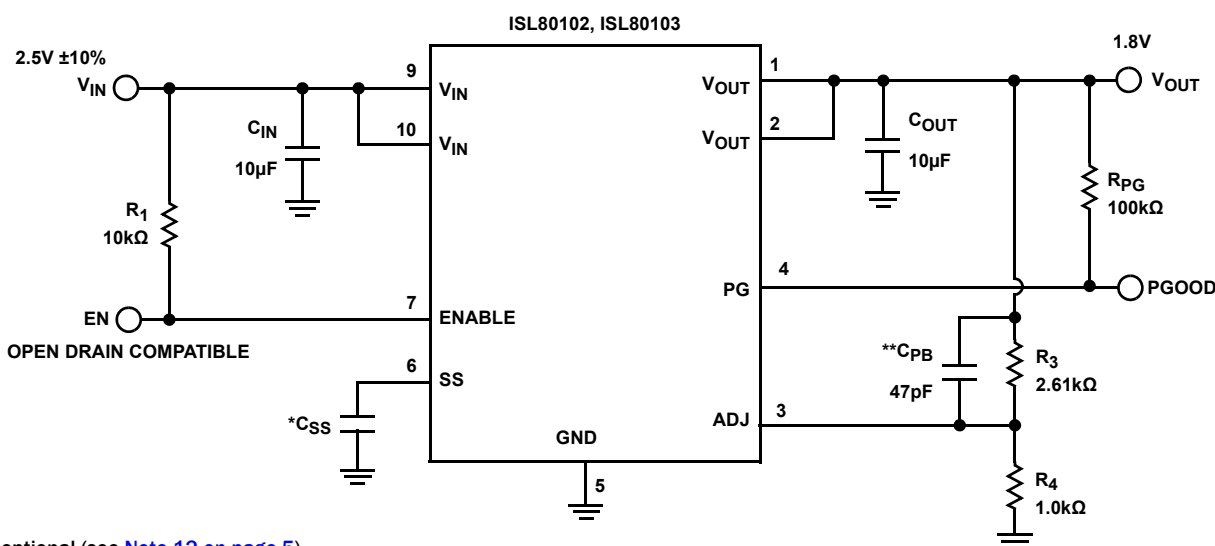 ISL80102, ISL80103
2.5V ±10%
VIN
9
VIN
10
VIN
CIN
10µF
R1
10kΩ
EN
7
ENABLE
OPEN DRAIN COMPATIBLE
6
SS
*CSS
GND
5
1.8V
1
VOUT
VOUT
2
VOUT
COUT
10µF
RPG
100kΩ
4
PG
PGOOD
**CPB
47pF
R3
2.61kΩ
ADJ
3
R4
1.0kΩ